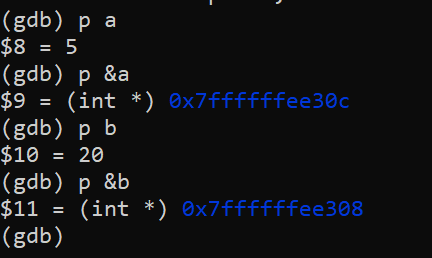 (gdb) p a
$8 = 5
(gdb) p &a
$9 = (int *) 0x7ffffffee30c
(gdb) p b
$10 = 20
(gdb) p &b
$11 = (int *) 0x7ffffffee308
(gdb)